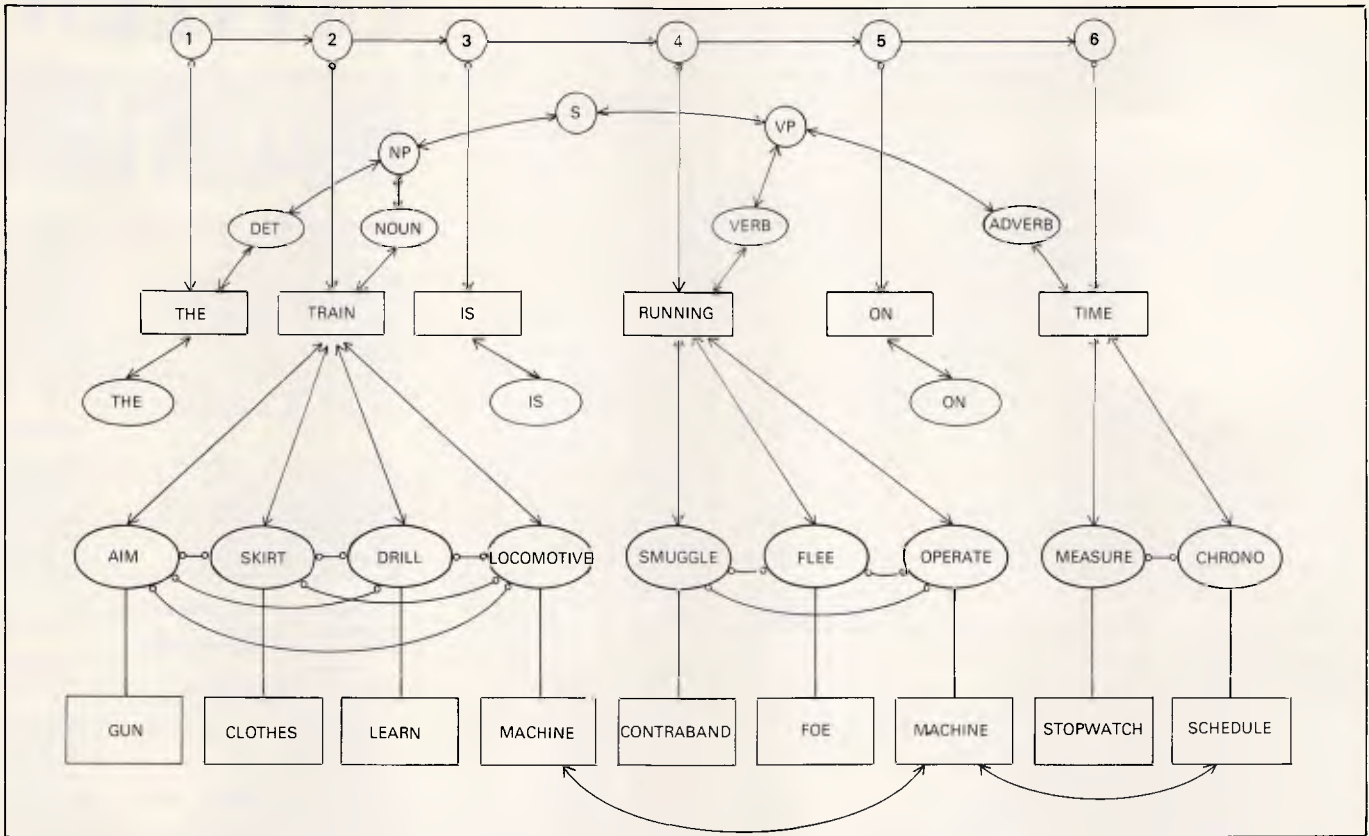 1 2 3 4 5 6
S
VP
NP
DET NOUN VERB ADVERB
THE TRAIN IS RUNNING ON TIME
THE IS ON
AIM SKIRT DRILL LOCOMOTIVE SMUGGLE FLEE OPERATE MEASURE CHRONO
GUN CLOTHES LEARN MACHINE CONTRABAND FOE MACHINE STOPWATCH SCHEDULE